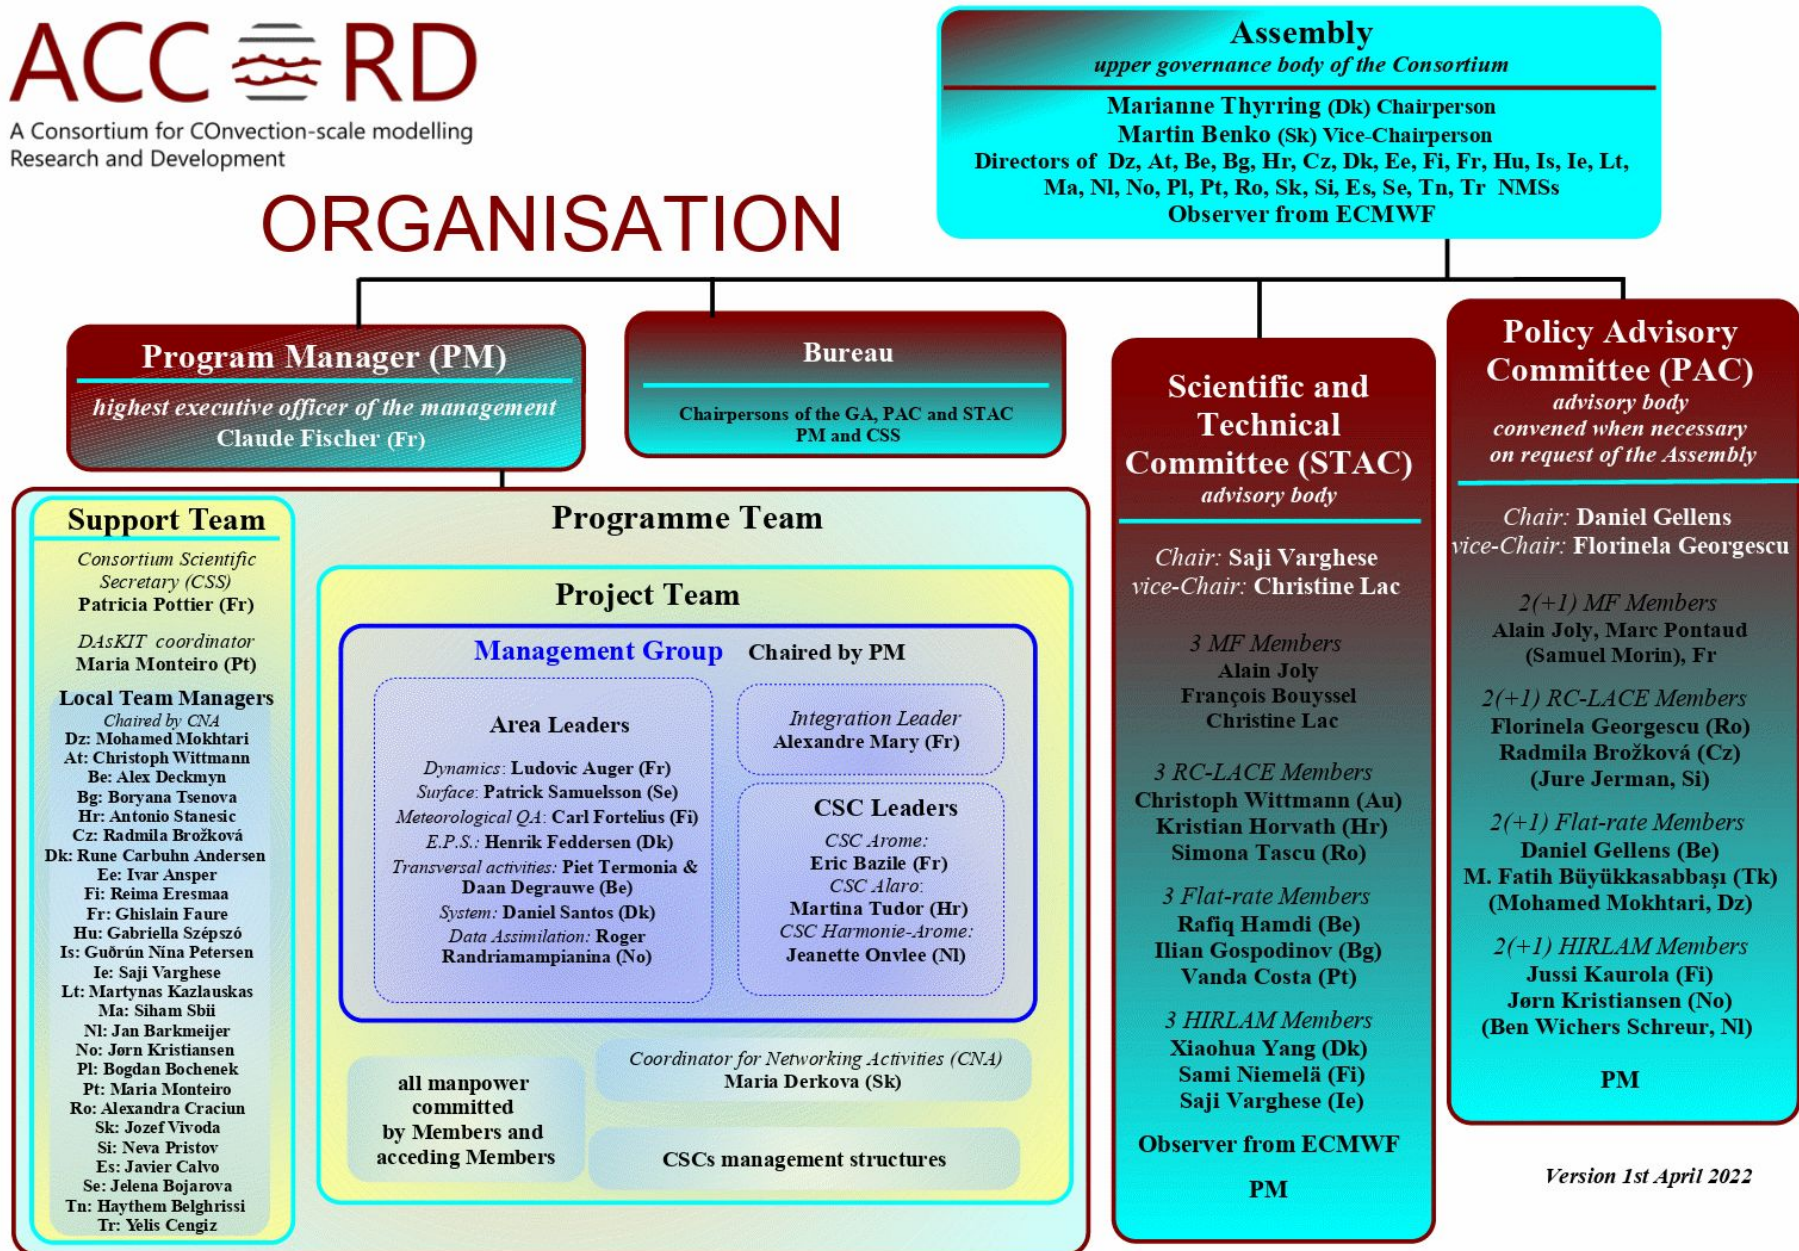 ACCORD
A Consortium for COnvection-scale modelling
Research and Development
ORGANISATION
Assembly
upper governance body of the Consortium
Marianne Thyrring (Dk) Chairperson
Martin Benko (Sk) Vice-Chairperson
Directors of Dz, At, Be, Bg, Hr, Cz, Dk, Ee, Fi, Fr, Hu, Is, Ie, Lt,
Ma, Nl, No, Pl, Pt, Ro, Sk, Si, Es, Se, Tn, Tr NMSs
Observer from ECMWF
Program Manager (PM)
highest executive officer of the management
Claude Fischer (Fr)
Bureau
Chairpersons of the GA, PAC and STAC
PM and CSS
Scientific and
Technical
Committee (STAC)
advisory body
Chair: Saji Varghese
vice-Chair: Christine Lac
3 MF Members
Alain Joly
François Bouyssel
Christine Lac
3 RC-LACE Members
Christoph Wittmann (Au)
Kristian Horvath (Hr)
Simona Tascu (Ro)
3 Flat-rate Members
Rafiq Hamdi (Be)
Ilian Gospodinov (Bg)
Vanda Costa (Pt)
3 HIRLAM Members
Xiaohua Yang (Dk)
Sami Niemelä (Fi)
Saji Varghese (Ie)
Observer from ECMWF
PM
Policy Advisory
Committee (PAC)
advisory body
convened when necessary
on request of the Assembly
Chair: Daniel Gellens
vice-Chair: Florinela Georgescu
2(+1) MF Members
Alain Joly, Marc Pontaud
(Samuel Morin), Fr
2(+1) RC-LACE Members
Florinela Georgescu (Ro)
Radmila Brožková (Cz)
(Jure Jerman, Si)
2(+1) Flat-rate Members
Daniel Gellens (Be)
M. Fatih Büyükkasabbaşı (Tk)
(Mohamed Mokhtari, Dz)
2(+1) HIRLAM Members
Jussi Kaurola (Fi)
Jørn Kristiansen (No)
(Ben Wichers Schreur, Nl)
PM
Support Team
Consortium Scientific
Secretary (CSS)
Patricia Pottier (Fr)
DAsKIT coordinator
Maria Monteiro (Pt)
Local Team Managers
Chaired by CNA
Dz: Mohamed Mokhtari
At: Christoph Wittmann
Be: Alex Deckmyn
Bg: Boryana Tsenova
Hr: Antonio Stanesic
Cz: Radmila Brožková
Dk: Rune Carbuhn Andersen
Ee: Ivar Ansper
Fi: Reima Eresmaa
Fr: Ghislain Faure
Hu: Gabriella Szépszó
Is: Guðrún Nína Petersen
Ie: Saji Varghese
Lt: Martynas Kazlauskas
Ma: Siham Sbii
Nl: Jan Barkmeijer
No: Jørn Kristiansen
Pl: Bogdan Bochenek
Pt: Maria Monteiro
Ro: Alexandra Craciun
Sk: Jozef Vivoda
Si: Neva Pristov
Es: Javier Calvo
Se: Jelena Bojarova
Tn: Haythem Belghrissi
Tr: Yelis Cengiz
Programme Team
Project Team
Management Group Chaired by PM
Area Leaders
Dynamics: Ludovic Auger (Fr)
Surface: Patrick Samuelsson (Se)
Meteorological QA: Carl Fortelius (Fi)
E.P.S.: Henrik Feddersen (Dk)
Transversal activities: Piet Termonia &
Daan Degrauwe (Be)
System: Daniel Santos (Dk)
Data Assimilation: Roger
Randriamampianina (No)
Integration Leader
Alexandre Mary (Fr)
CSC Leaders
CSC Arome:
Eric Bazile (Fr)
CSC Alaro:
Martina Tudor (Hr)
CSC Harmonie-Arome:
Jeanette Onvlee (Nl)
all manpower
committed
by Members and
acceding Members
Coordinator for Networking Activities (CNA)
Maria Derkova (Sk)
CSCs management structures
Version 1st April 2022